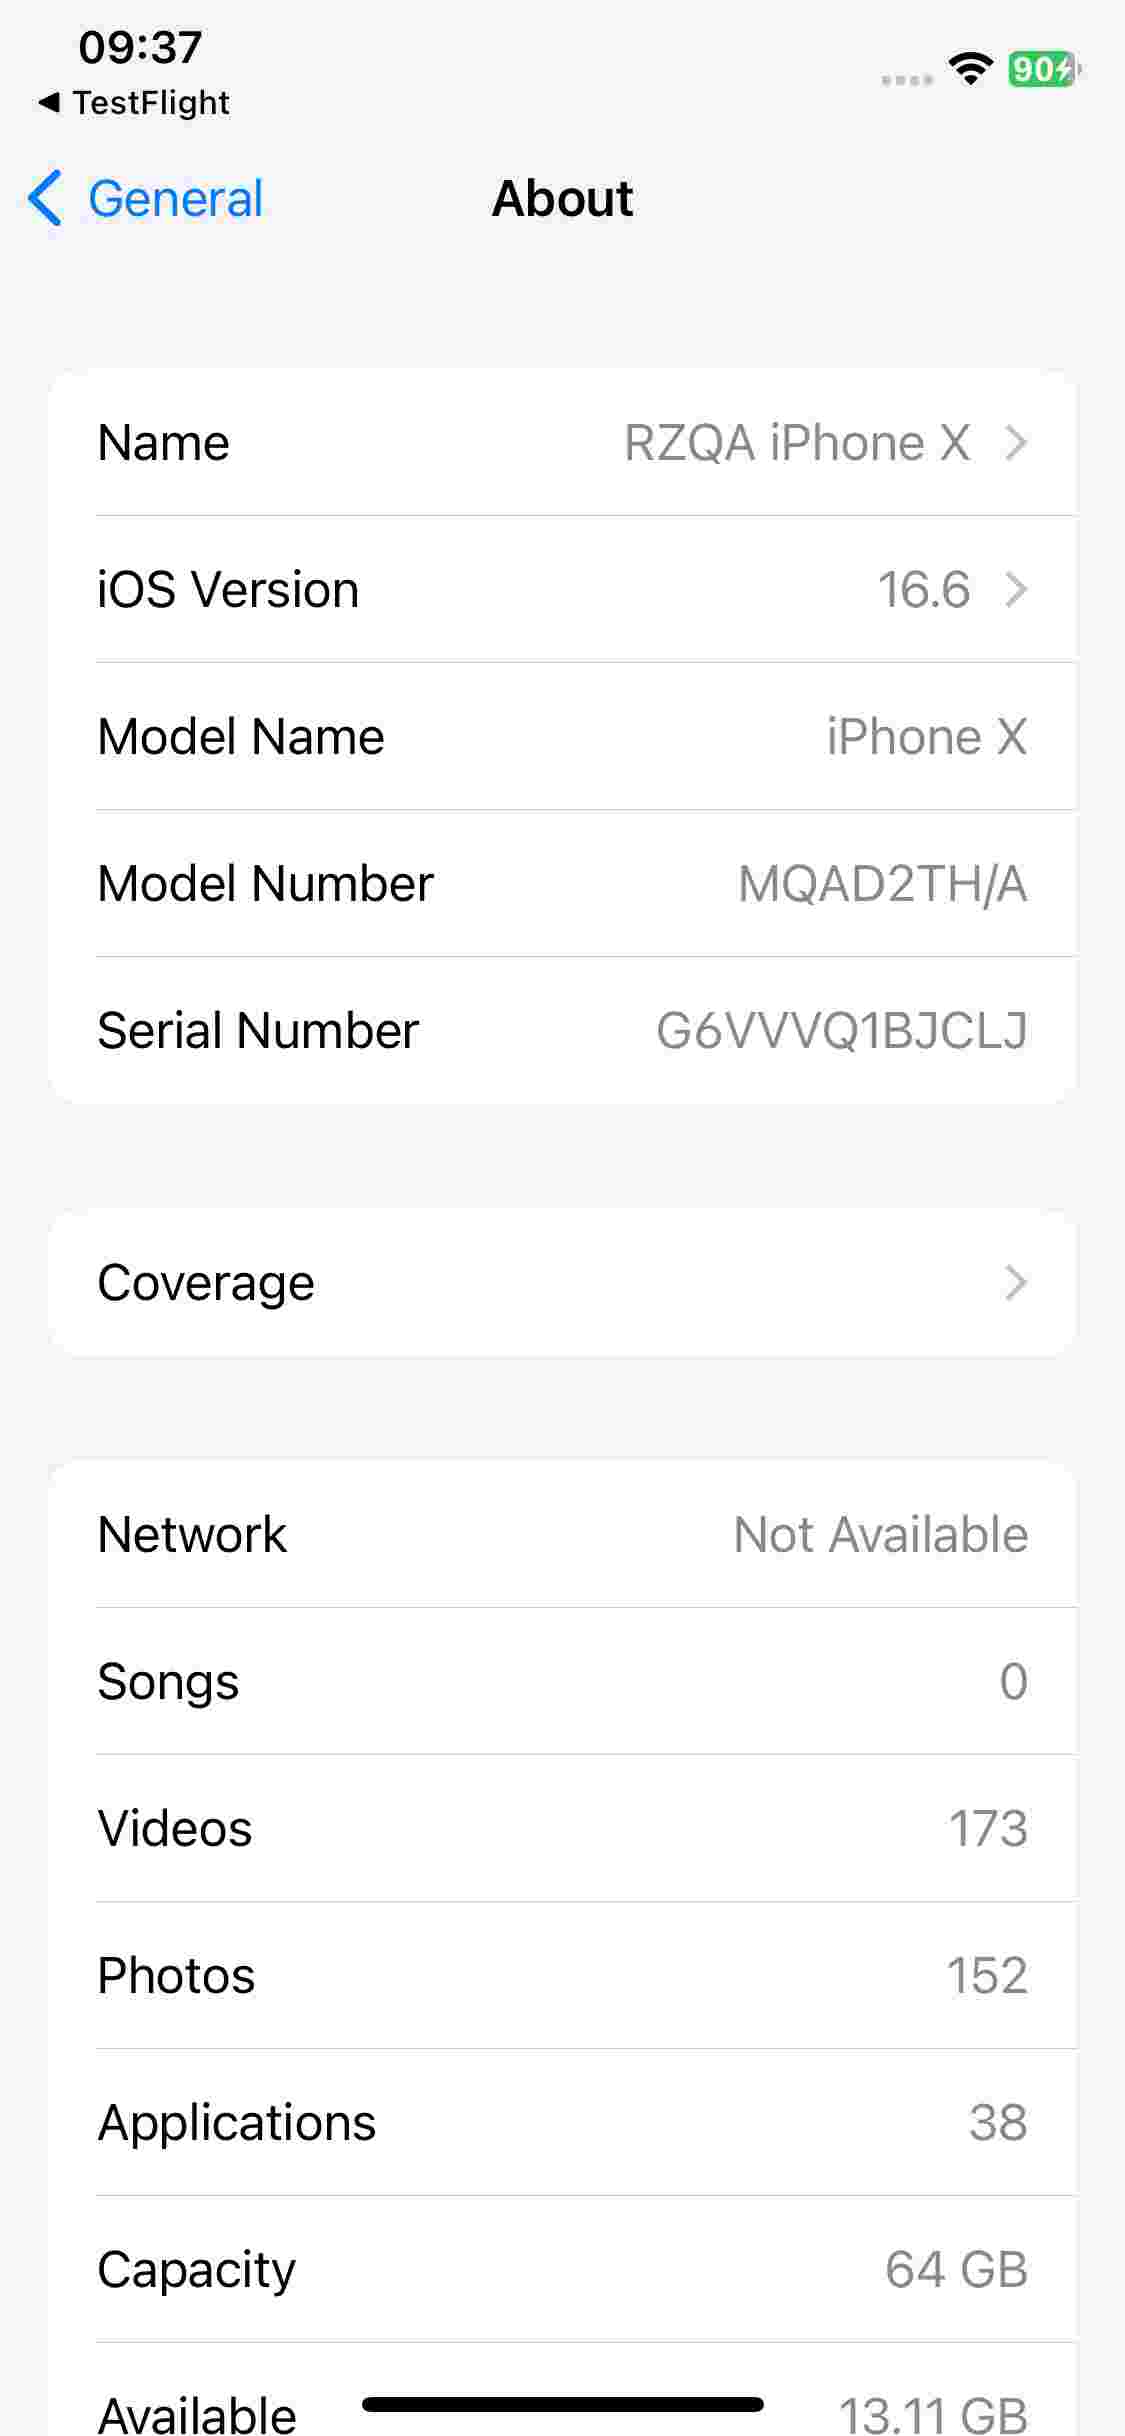 09:37
◀ TestFlight
90
General
About
Name RZQA iPhone X
iOS Version 16.6
Model Name iPhone X
Model Number MQAD2TH/A
Serial Number G6VVVQ1BJCLJ
Coverage
Network Not Available
Songs 0
Videos 173
Photos 152
Applications 38
Capacity 64 GB
Available 13.11 GB